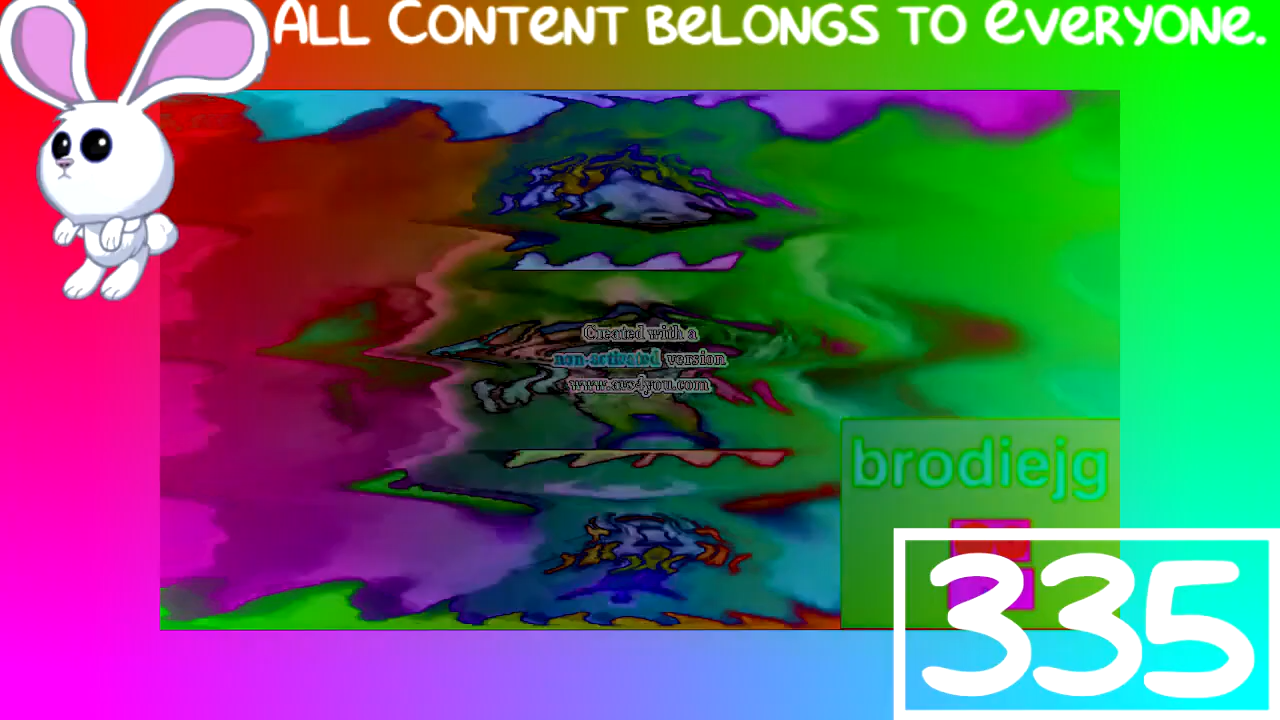 ALL CONTENT BELONGS TO EVERYONE.
Created with a
non-activated version
www.avs4you.com
brodiejg
335